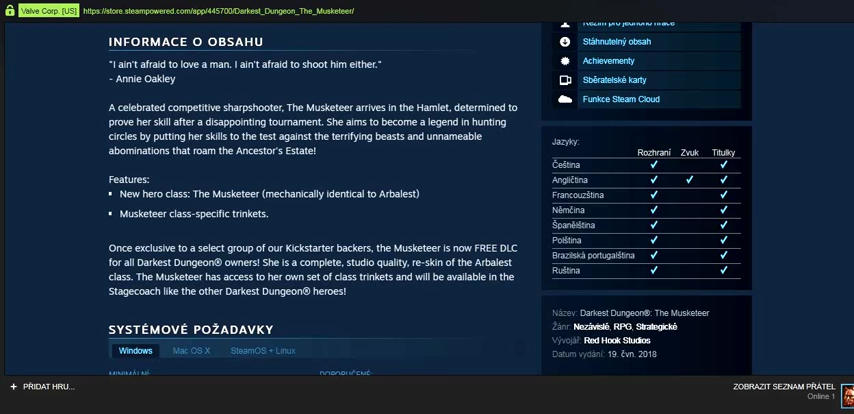 Valve Corp. [US] https://store.steampowered.com/app/445700/Darkest_Dungeon_The_Musketeer/
INFORMACE O OBSAHU
"I ain't afraid to love a man. I ain't afraid to shoot him either."
- Annie Oakley
A celebrated competitive sharpshooter, The Musketeer arrives in the Hamlet, determined to
prove her skill after a disappointing tournament. She aims to become a legend in hunting
circles by putting her skills to the test against the terrifying beasts and unnameable
abominations that roam the Ancestor's Estate!
Features:
New hero class: The Musketeer (mechanically identical to Arbalest)
Musketeer class-specific trinkets.
Once exclusive to a select group of our Kickstarter backers, the Musketeer is now FREE DLC
for all Darkest Dungeon® owners! She is a complete, studio quality, re-skin of the Arbalest
class. The Musketeer has access to her own set of class trinkets and will be available in the
Stagecoach like the other Darkest Dungeon® heroes!
SYSTÉMOVÉ POŽADAVKY
Windows Mac OS X SteamOS + Linux
MINIMÁLNÍ: DOPORUČENÉ:
Režim pro jednoho hráče
Stáhnutelný obsah
Achievementy
Sběratelské karty
Funkce Steam Cloud
Jazyky:
Rozhraní Zvuk Titulky
Čeština
Angličtina
Francouzština
Němčina
Španělština
Polština
Brazilská portugalština
Ruština
Název: Darkest Dungeon®: The Musketeer
Žánr: Nezávislé, RPG, Strategické
Vývojář: Red Hook Studios
Datum vydání: 19. čvn. 2018
+ PŘIDAT HRU...
ZOBRAZIT SEZNAM PŘÁTEL
Online 1